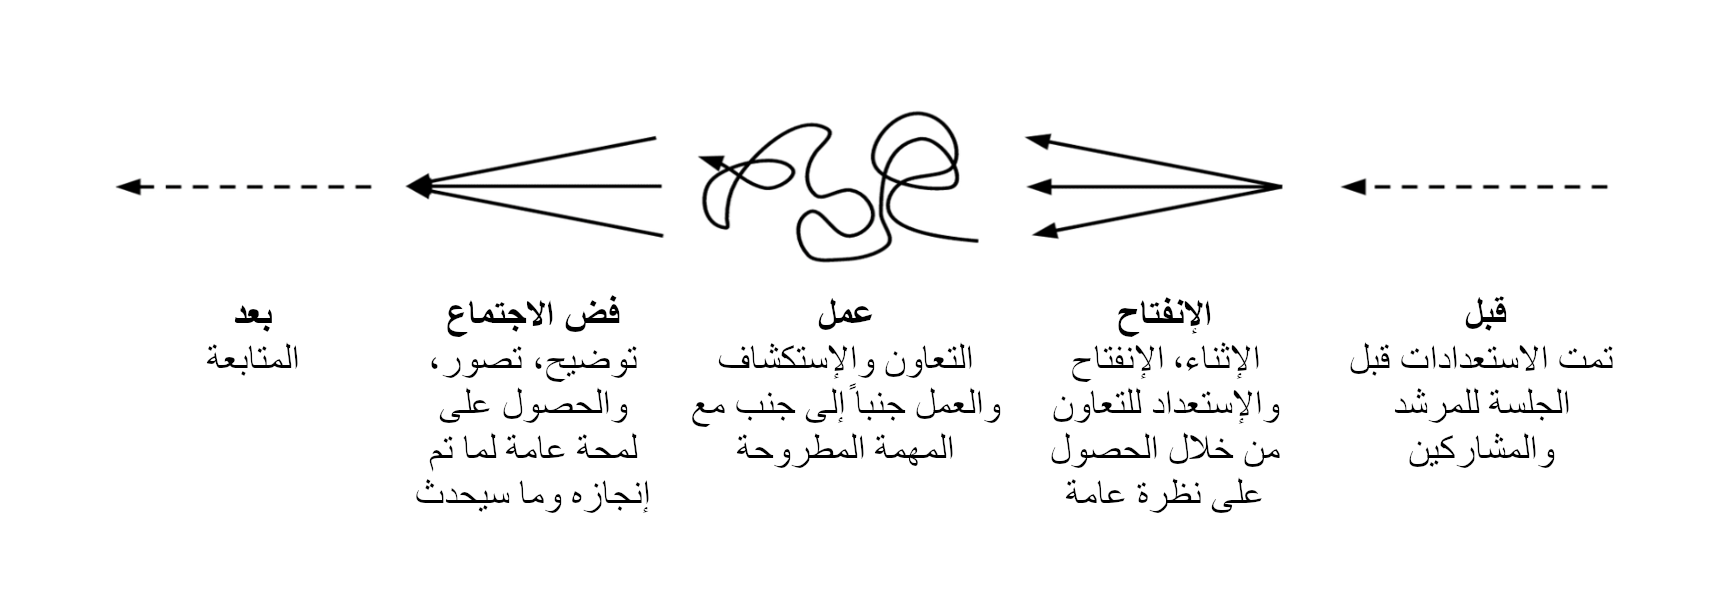 قبل
تمت الاستعدادات قبل
الجلسة للمرشد
والمشاركين
الإنفتاح
الإثناء، الإنفتاح
والإستعداد للتعاون
من خلال الحصول
على نظرة عامة
عمل
التعاون والإستكشاف
والعمل جنباً إلى جنب مع
المهمة المطروحة
فض الاجتماع
توضيح، تصور،
والحصول على
لمحة عامة لما تم
إنجازه وما سيحدث
بعد
المتابعة